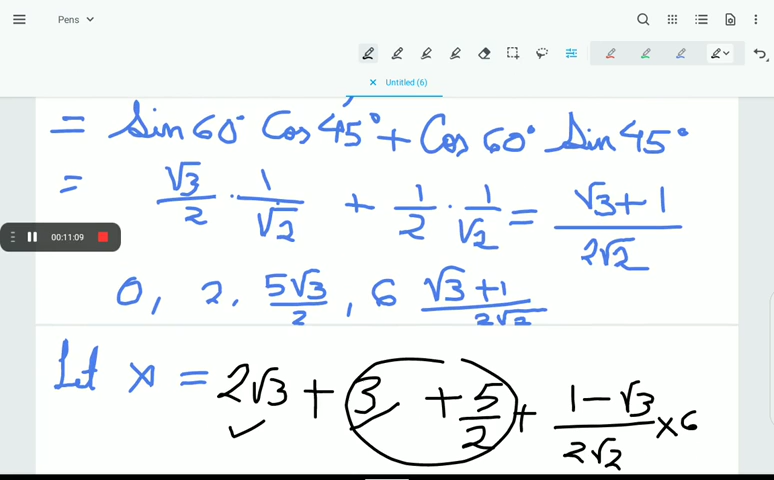 Pens
Untitled (6)
= Sin 60° Cos 45° + Cos 60° Sin 45°
= √3/2 · 1/√2 + 1/2 · 1/√2 = √3+1/2√2
00:11:09
0, 2. 5√3/2, 6 √3+1/2√2
Let x = 2√3 + 3 + 5/2 + 1-√3/2√2 ×6